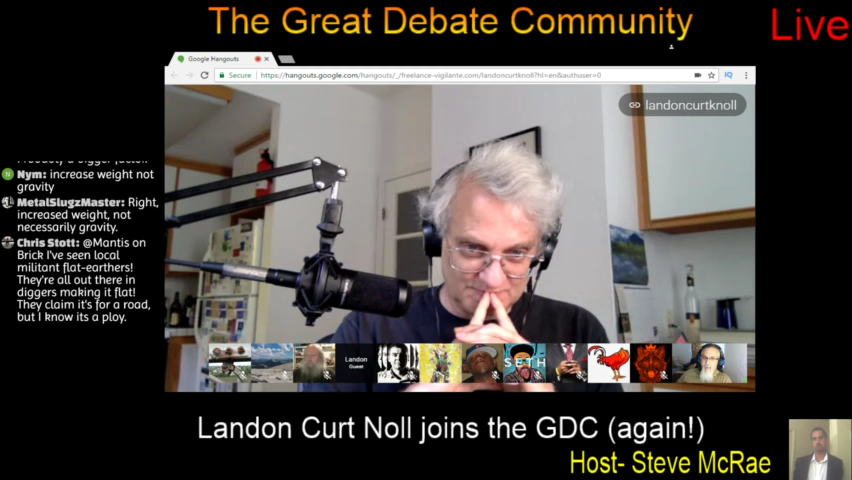 The Great Debate Community
Live
Google Hangouts
Secure
https://hangouts.google.com/hangouts/_/freelance-vigilante.com/landoncurtknoll?hl=en&authuser=0
IQ
landoncurtknoll
Nym: increase weight not
gravity
MetalSlugzMaster: Right,
increased weight, not
necessarily gravity.
Chris Stott: @Mantis on
Brick I've seen local
militant flat-earthers!
They're all out there in
diggers making it flat!
They claim it's for a road,
but I know its a ploy.
Landon
Guest
SETH
Landon Curt Noll joins the GDC (again!)
Host- Steve McRae